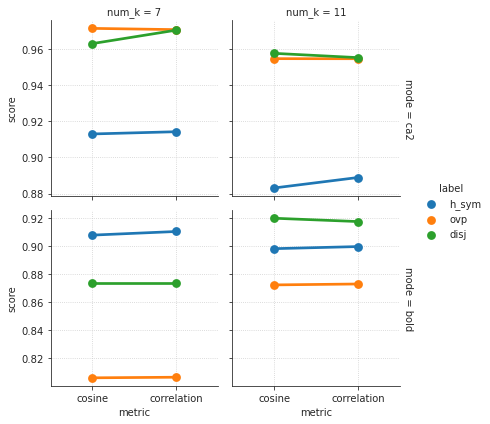 num_k = 7
num_k = 11
0.96
0.94
0.92
0.90
0.88
score
mode = ca2
0.92
0.90
0.88
0.86
0.84
0.82
score
mode = bold
cosine
correlation
metric
cosine
correlation
metric
label
h_sym
ovp
disj